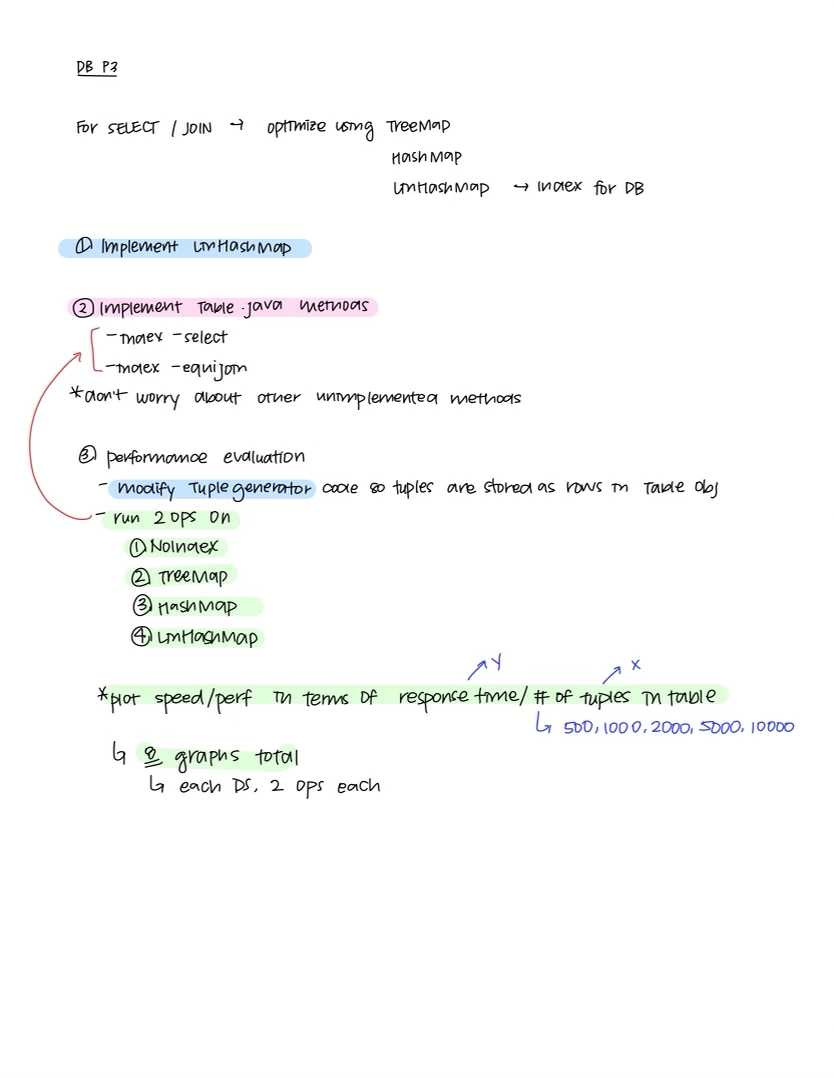 DB P3
For SELECT / JOIN → optimize using TreeMap
HashMap
LinHashMap → Index for DB
① Implement LinHashMap
② Implement Table.java methods
- index - select
- index - equijoin
*don't worry about other unimplemented methods
③ performance evaluation
- modify Tuplegenerator code so tuples are stored as rows in Table Obj
- run 2 ops on
① NoIndex
② TreeMap
③ HashMap
④ LinHashMap
↗ Y ↗ X
*plot speed/perf in terms of response time/ # of tuples in table
↳ 500, 1000, 2000, 5000, 10000
↳ 8 graphs total
↳ each DS, 2 ops each